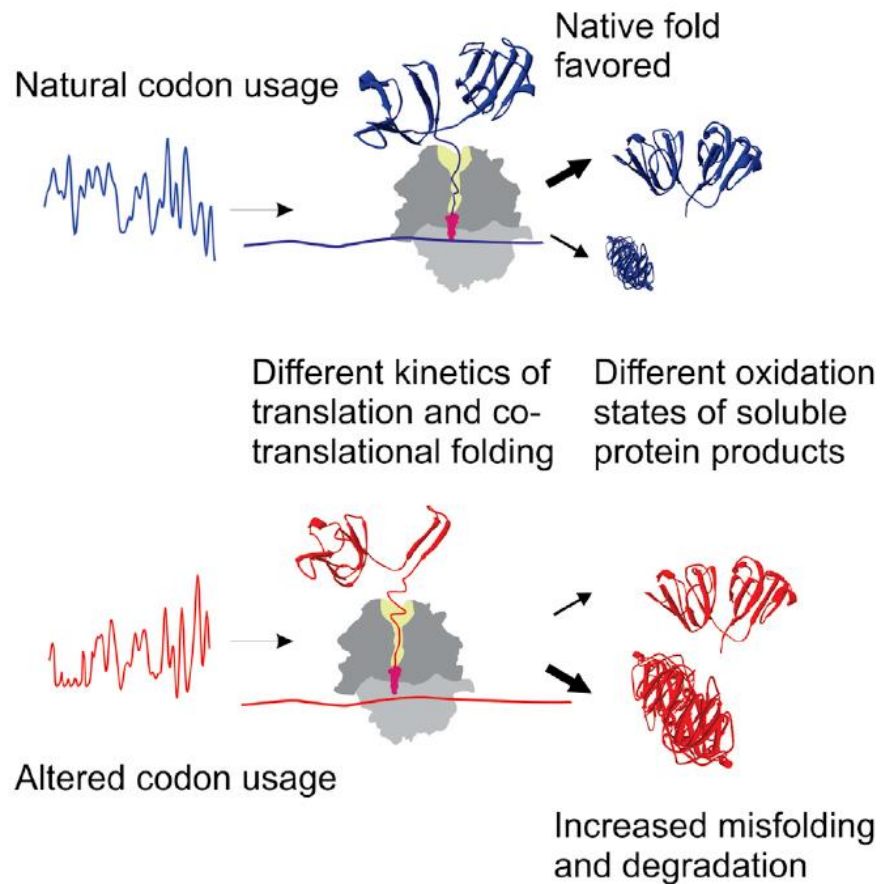 Native fold
favored
Natural codon usage
Different kinetics of
translation and co-
translational folding
Different oxidation
states of soluble
protein products
Altered codon usage
Increased misfolding
and degradation